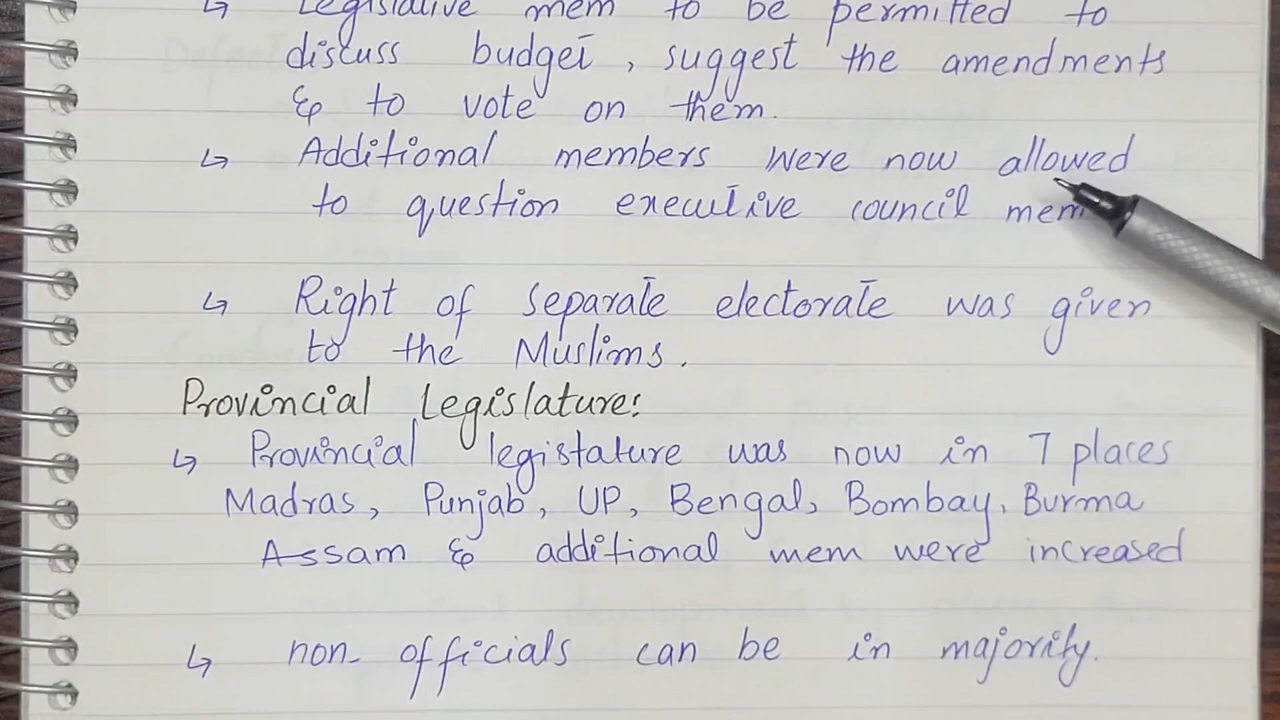 ↳ Legislative mem to be permitted to
discuss budget, suggest the amendments
& to vote on them.
↳ Additional members were now allowed
to question executive council mem
↳ Right of separate electorate was given
to the Muslims.
Provincial Legislature:
↳ Provincial legistature was now in 7 places
Madras, Punjab, UP, Bengal, Bombay, Burma
Assam & additional mem were increased
↳ non-officials can be in majority.